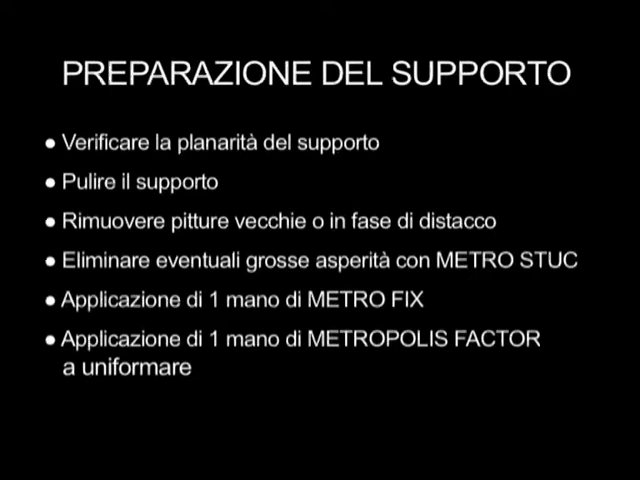 PREPARAZIONE DEL SUPPORTO
● Verificare la planarità del supporto
● Pulire il supporto
● Rimuovere pitture vecchie o in fase di distacco
● Eliminare eventuali grosse asperità con METRO STUC
● Applicazione di 1 mano di METRO FIX
● Applicazione di 1 mano di METROPOLIS FACTOR
a uniformare